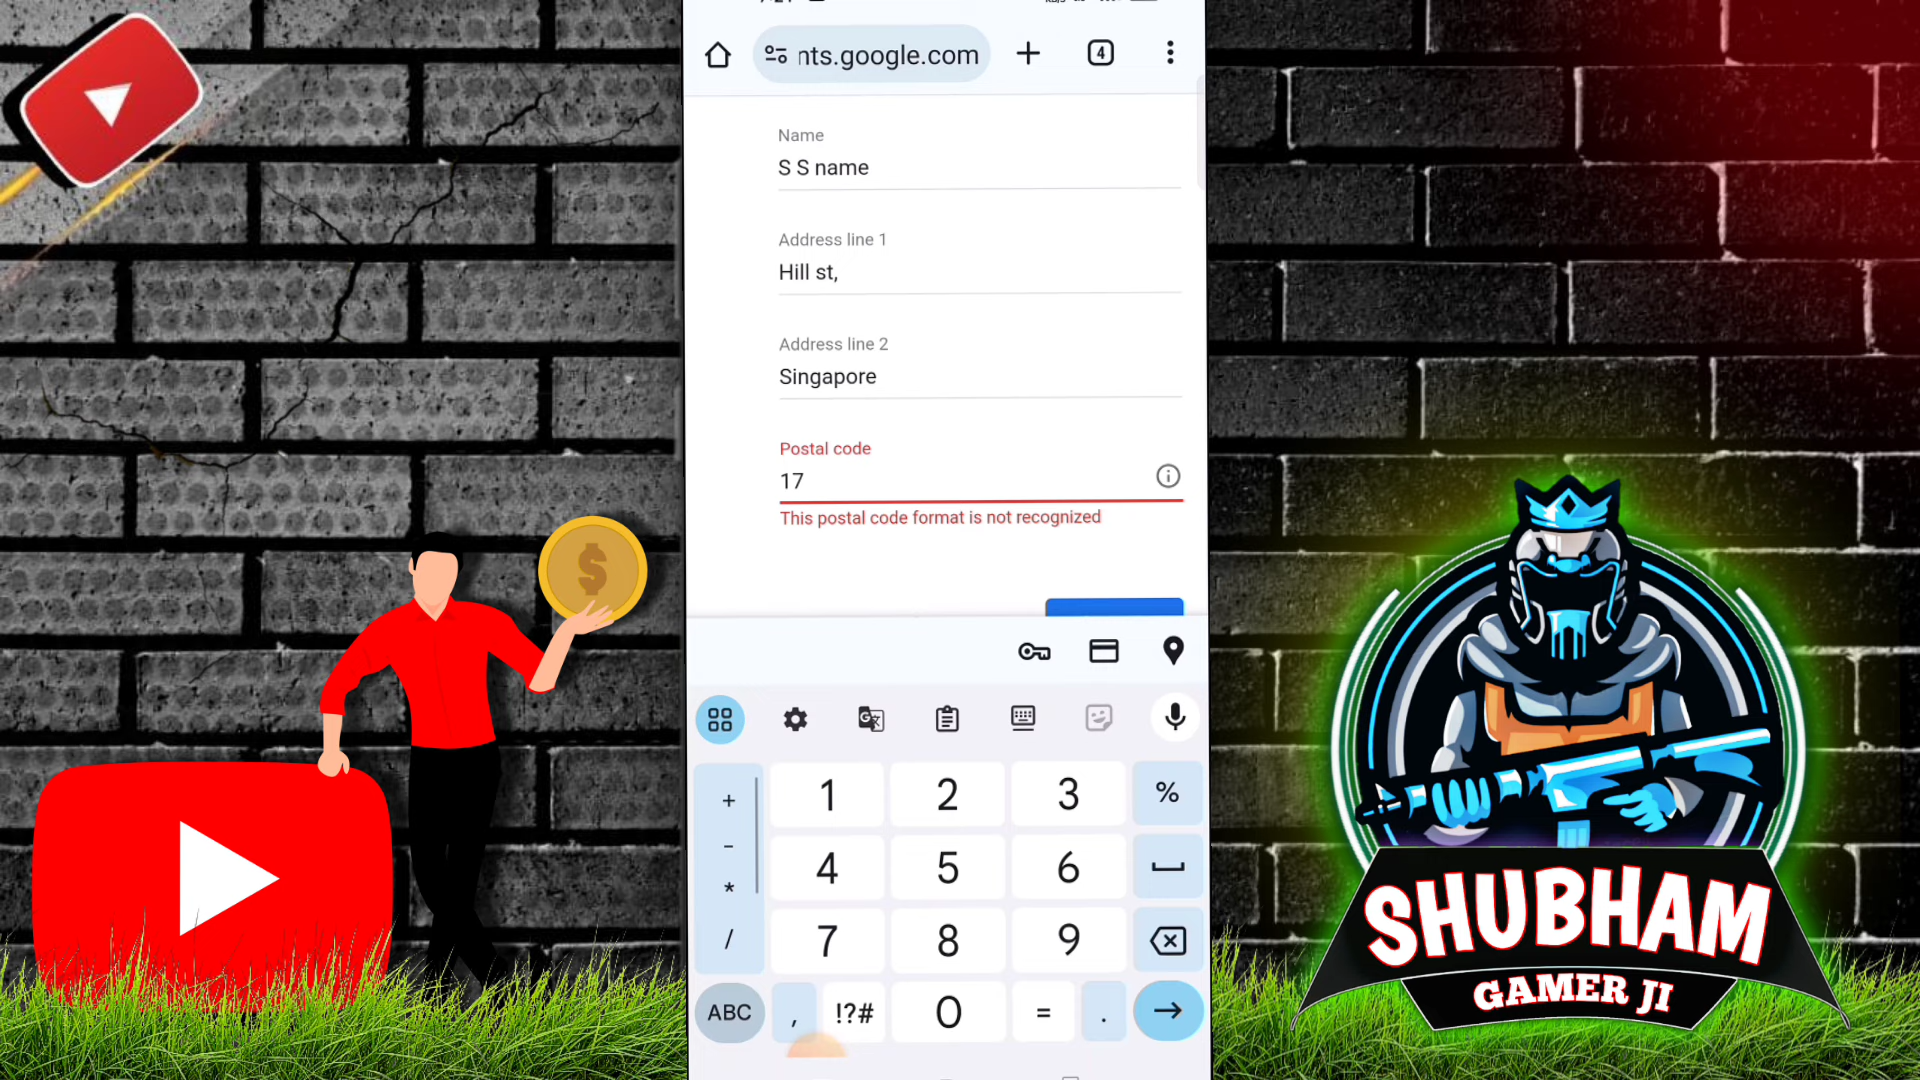 nts.google.com
4
Name
S S name
Address line 1
Hill st,
Address line 2
Singapore
Postal code
17
This postal code format is not recognized
+ 1 2 3 %
- 4 5 6
*
/ 7 8 9
ABC , !?# 0 = .
$
SHUBHAM
GAMER JI